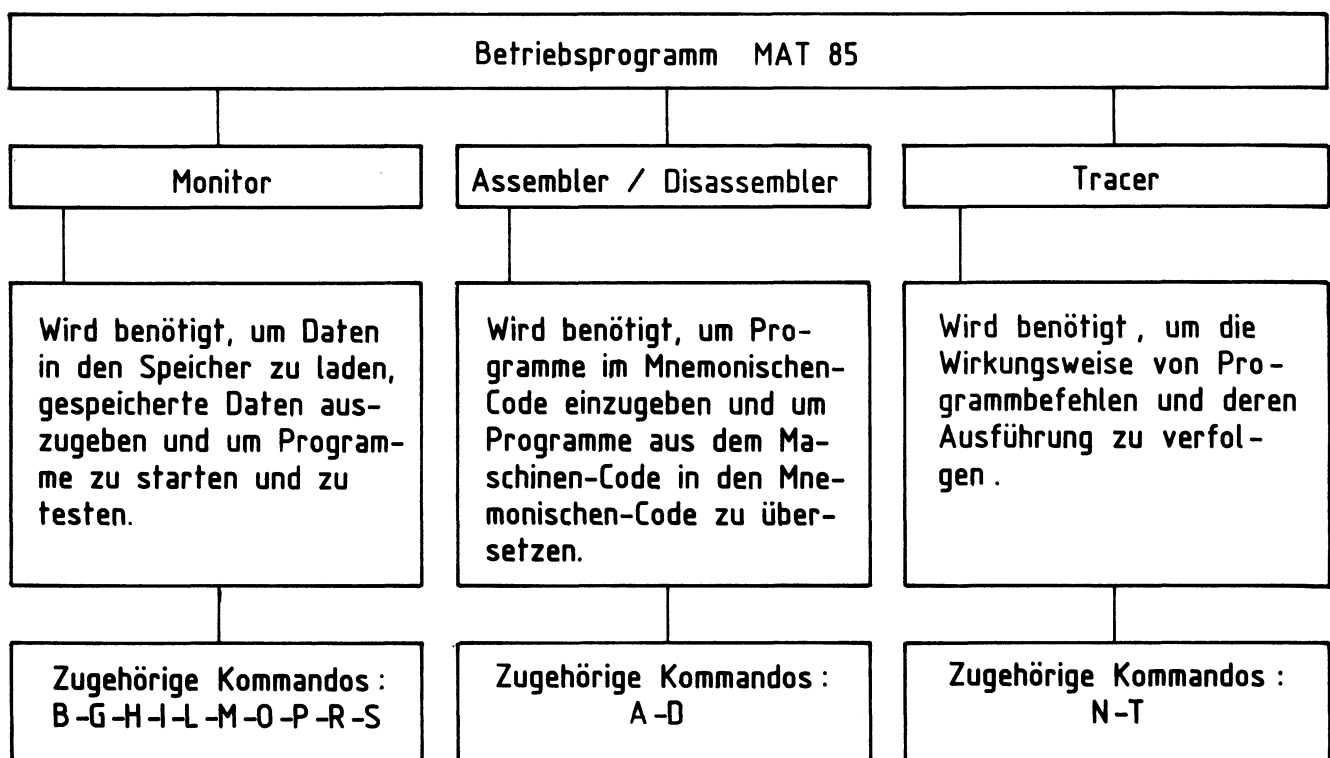 Betriebsprogramm MAT 85
Monitor
Assembler / Disassembler
Tracer
Wird benötigt, um Daten
in den Speicher zu laden,
gespeicherte Daten aus-
zugeben und um Program-
me zu starten und zu
testen.
Wird benötigt, um Pro-
gramme im Mnemonischen-
Code einzugeben und um
Programme aus dem Ma-
schinen-Code in den Mne-
monischen-Code zu über-
setzen.
Wird benötigt, um die
Wirkungsweise von Pro-
grammbefehlen und deren
Ausführung zu verfol-
gen.
Zugehörige Kommandos:
B-G-H-I-L-M-O-P-R-S
Zugehörige Kommandos:
A-D
Zugehörige Kommandos:
N-T